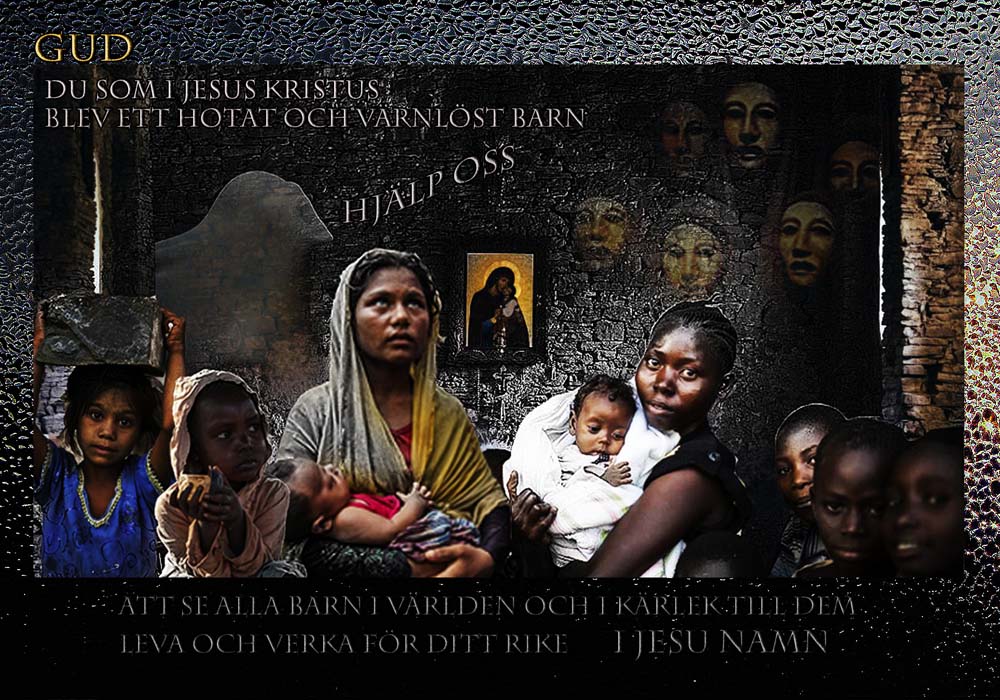 GUD
DU SOM I JESUS KRISTUS
BLEV ETT HOTAT OCH VÄRNLÖST BARN
HJÄLP OSS
ATT SE ALLA BARN I VÄRLDEN OCH I KÄRLEK TILL DEM
LEVA OCH VERKA FÖR DITT RIKE I JESU NAMN